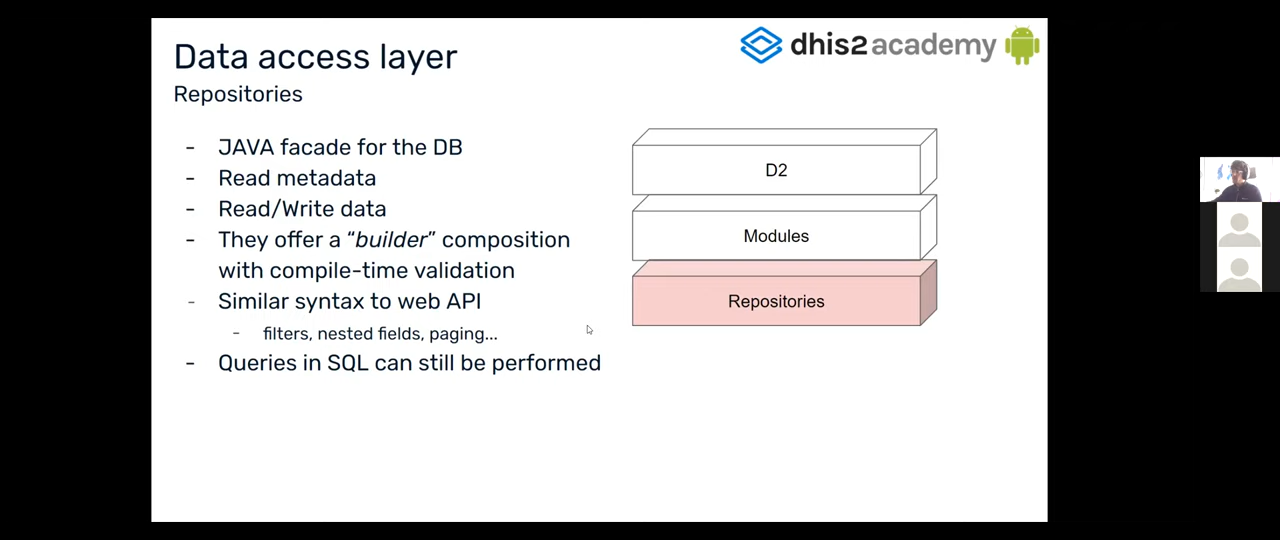 Data access layer
Repositories
dhis2academy
- JAVA facade for the DB
- Read metadata
- Read/Write data
- They offer a “builder” composition
with compile-time validation
- Similar syntax to web API
- filters, nested fields, paging...
- Queries in SQL can still be performed
D2
Modules
Repositories